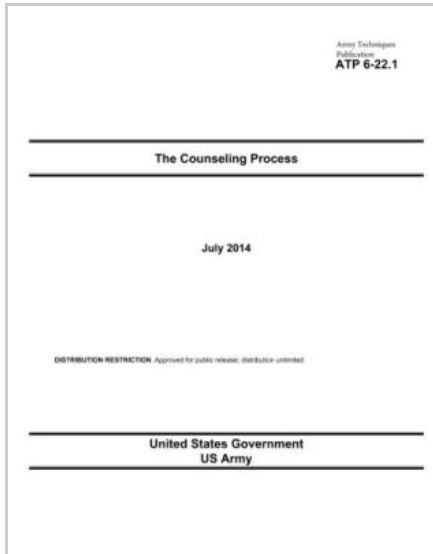 Army Techniques
Publication
ATP 6-22.1
The Counseling Process
July 2014
DISTRIBUTION RESTRICTION. Approved for public release; distribution unlimited.
United States Government
US Army